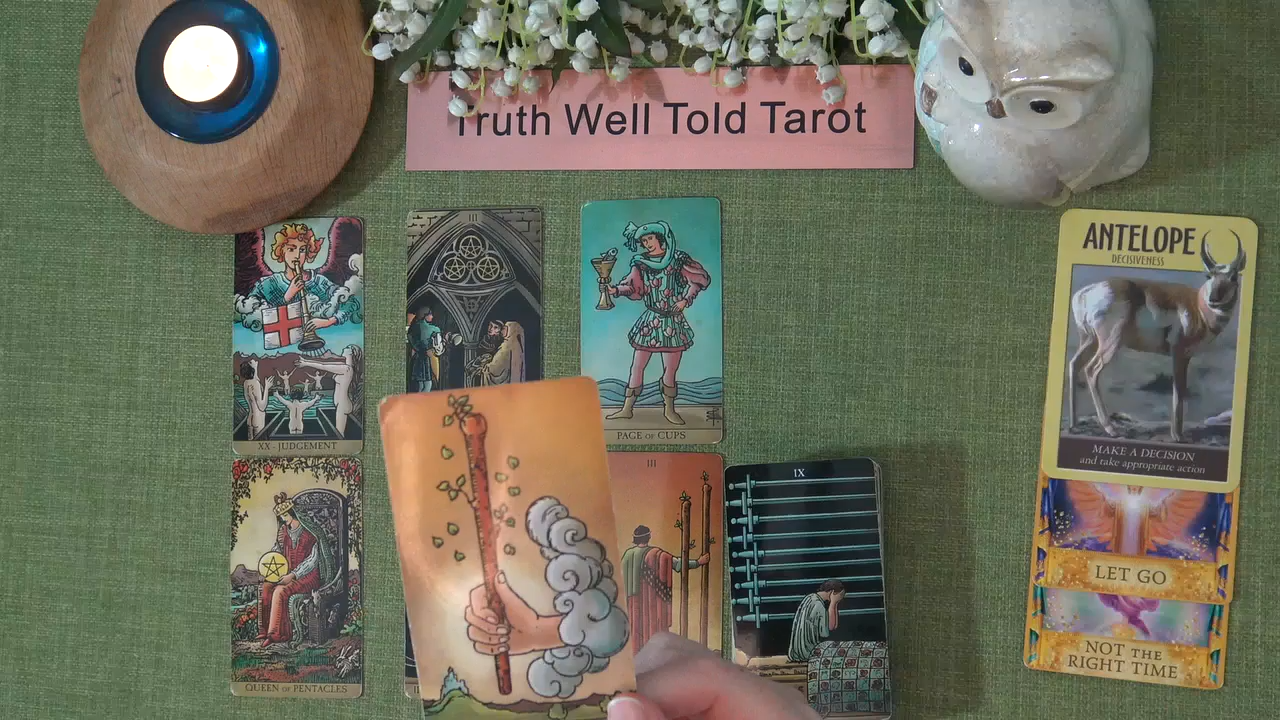 Truth Well Told Tarot
III
XX - JUDGEMENT
PAGE OF CUPS
ANTELOPE
DECISIVENESS
MAKE A DECISION
and take appropriate action
LET GO
NOT THE
RIGHT TIME
III
IX
QUEEN OF PENTACLES